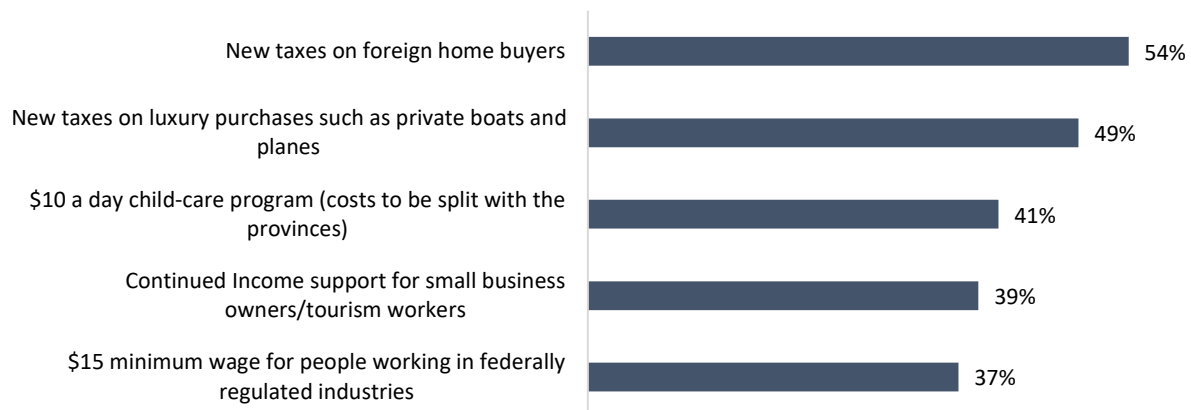 New taxes on foreign home buyers
54%
New taxes on luxury purchases such as private boats and
planes
49%
$10 a day child-care program (costs to be split with the
provinces)
41%
Continued Income support for small business
owners/tourism workers
39%
$15 minimum wage for people working in federally
regulated industries
37%